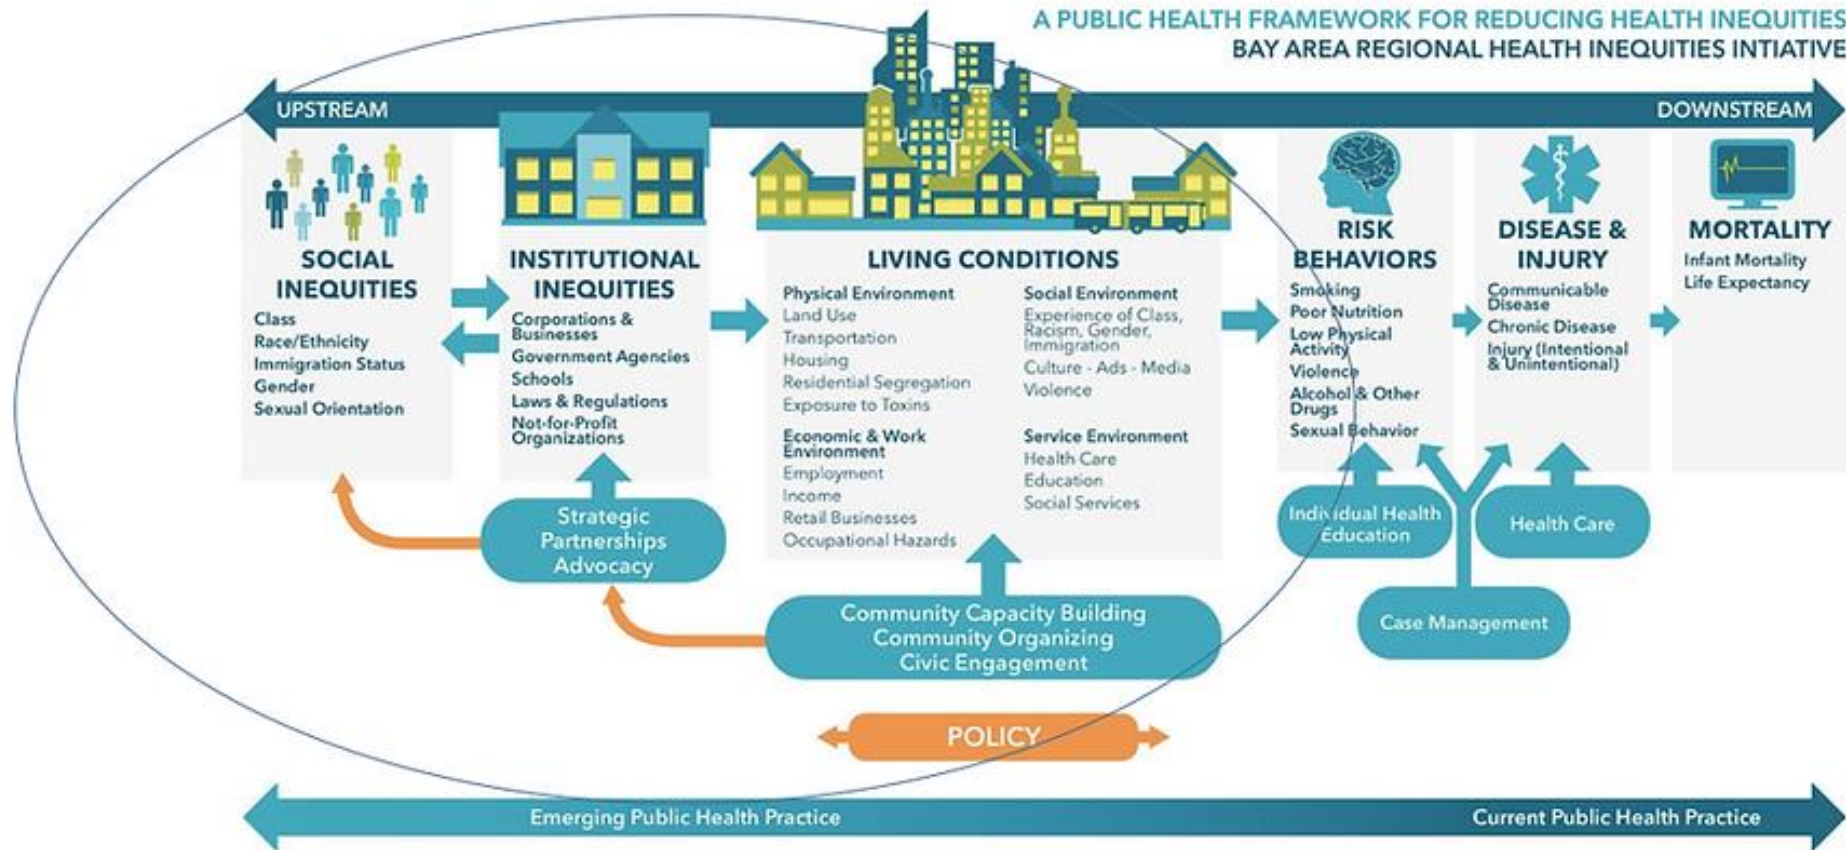 A PUBLIC HEALTH FRAMEWORK FOR REDUCING HEALTH INEQUITIES
BAY AREA REGIONAL HEALTH INEQUITIES INTIATIVE
UPSTREAM
DOWNSTREAM
SOCIAL
INEQUITIES
Class
Race/Ethnicity
Immigration Status
Gender
Sexual Orientation
INSTITUTIONAL
INEQUITIES
Corporations &
Businesses
Government Agencies
Schools
Laws & Regulations
Not-for-Profit
Organizations
LIVING CONDITIONS
Physical Environment
Land Use
Transportation
Housing
Residential Segregation
Exposure to Toxins
Economic & Work
Environment
Employment
Income
Retail Businesses
Occupational Hazards
Social Environment
Experience of Class,
Racism, Gender,
Immigration
Culture - Ads - Media
Violence
Service Environment
Health Care
Education
Social Services
RISK
BEHAVIORS
Smoking
Poor Nutrition
Low Physical
Activity
Violence
Alcohol & Other
Drugs
Sexual Behavior
DISEASE &
INJURY
Communicable
Disease
Chronic Disease
Injury (Intentional
& Unintentional)
MORTALITY
Infant Mortality
Life Expectancy
Strategic
Partnerships
Advocacy
Community Capacity Building
Community Organizing
Civic Engagement
Individual Health
Education
Health Care
Case Management
POLICY
Emerging Public Health Practice
Current Public Health Practice